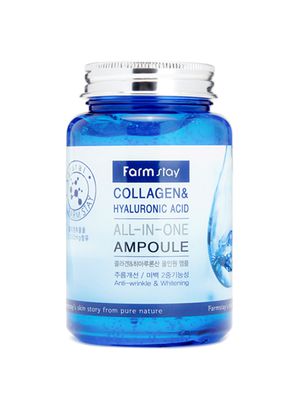 Farmstay
COLLAGEN&
HYALURONIC ACID
ALL-IN-ONE
AMPOULE
콜라겐&히아루론산 올인원 앰플
주름개선 / 미백 2중기능성
Anti-wrinkle & Whitening
skin story from pure nature
Farmstay